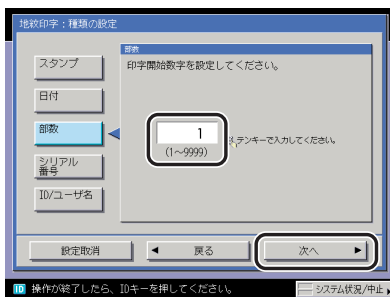 地紋印字：種類の設定
スタンプ
日付
部数
シリアル
番号
ID/ユーザ名
部数
印字開始数字を設定してください。
1
(1～9999)
テンキーで入力してください。
設定取消
◀ 戻る
次へ ▶
ID 操作が終了したら、IDキーを押してください。
システム状況/中止